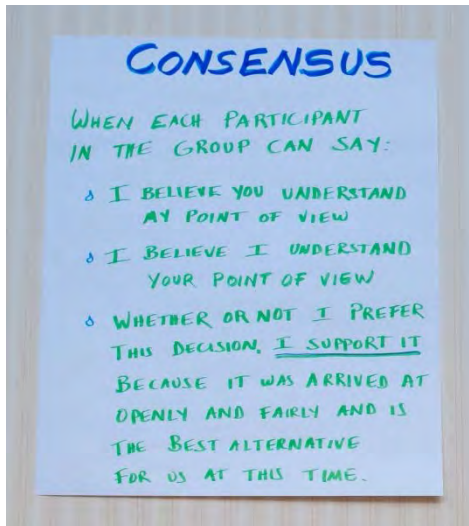 CONSENSUS
WHEN EACH PARTICIPANT
IN THE GROUP CAN SAY:
I BELIEVE YOU UNDERSTAND
MY POINT OF VIEW
I BELIEVE I UNDERSTAND
YOUR POINT OF VIEW
WHETHER OR NOT I PREFER
THIS DECISION, I SUPPORT IT
BECAUSE IT WAS ARRIVED AT
OPENLY AND FAIRLY AND IS
THE BEST ALTERNATIVE
FOR US AT THIS TIME.